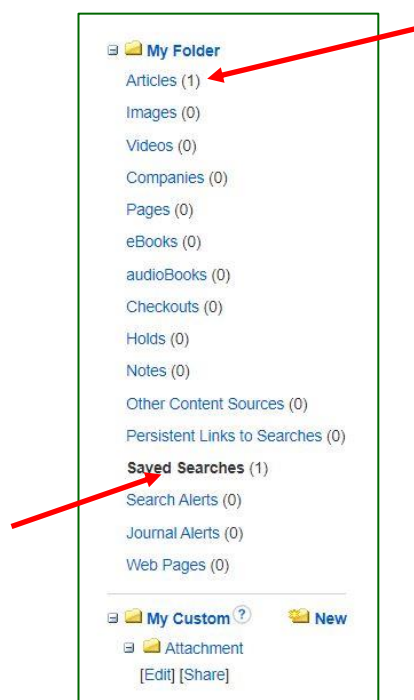 My Folder
Articles (1)
Images (0)
Videos (0)
Companies (0)
Pages (0)
eBooks (0)
audioBooks (0)
Checkouts (0)
Holds (0)
Notes (0)
Other Content Sources (0)
Persistent Links to Searches (0)
Saved Searches (1)
Search Alerts (0)
Journal Alerts (0)
Web Pages (0)
My Custom ? New
Attachment
[Edit] [Share]